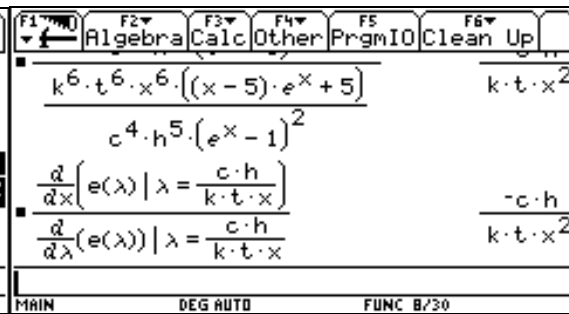 F1 F2 F3 F4 F5 F6
Algebra Calc Other PrgmIO Clean Up
k^6·t^6·x^6·((x − 5)·e^x + 5)
k·t·x^2
c^4·h^5·(e^x − 1)^2
d/dx(e(λ) | λ = c·h/(k·t·x))
-c·h
d/dλ(e(λ)) | λ = c·h/(k·t·x)
k·t·x^2
MAIN DEG AUTO FUNC 8/30